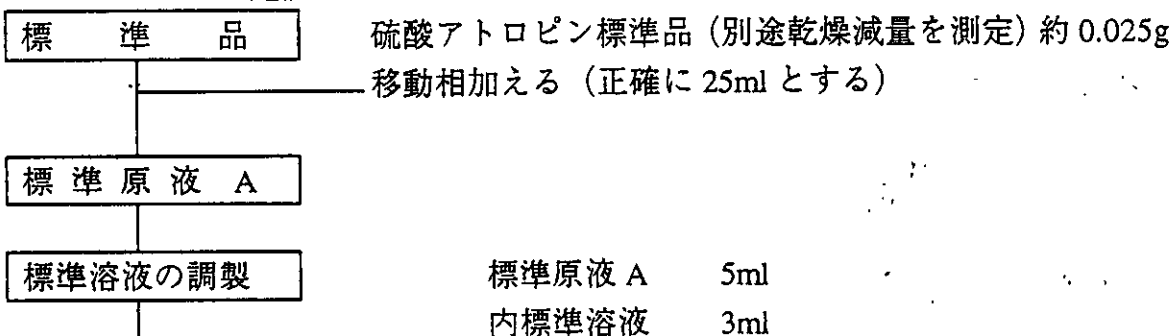 標 準 品 硫酸アトロピン標準品（別途乾燥減量を測定）約 0.025g
移動相加える（正確に 25ml とする）
標 準 原 液 A
標準溶液の調製 標準原液 A 5ml
内標準溶液 3ml